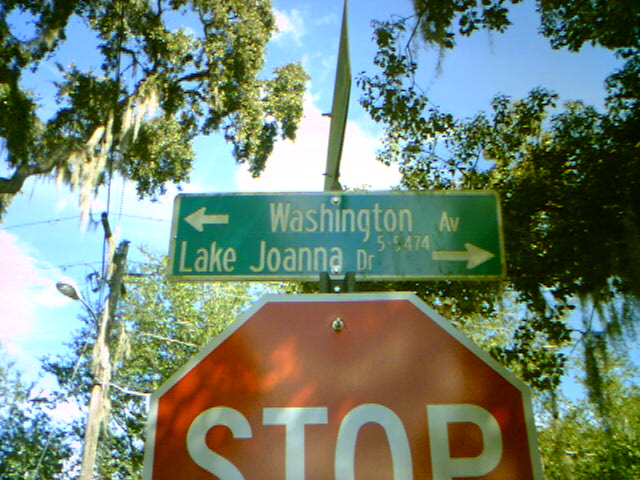 Washington Av
Lake Joanna Dr 5-5474
STOP